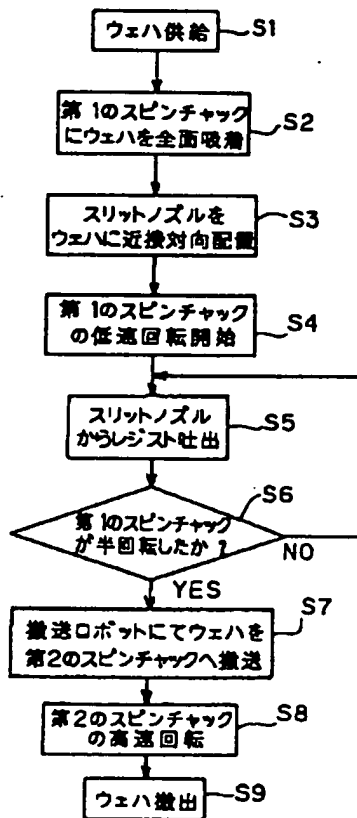 ウェハ供給
S1
第1のスピンチャック
にウェハを全面吸着
S2
スリットノズルを
ウェハに近接対向配置
S3
第1のスピンチャック
の低速回転開始
S4
スリットノズル
からレジスト吐出
S5
第1のスピンチャック
が半回転したか?
S6
NO
YES
搬送ロボットにてウェハを
第2のスピンチャックへ搬送
S7
第2のスピンチャック
の高速回転
S8
ウェハ搬出
S9